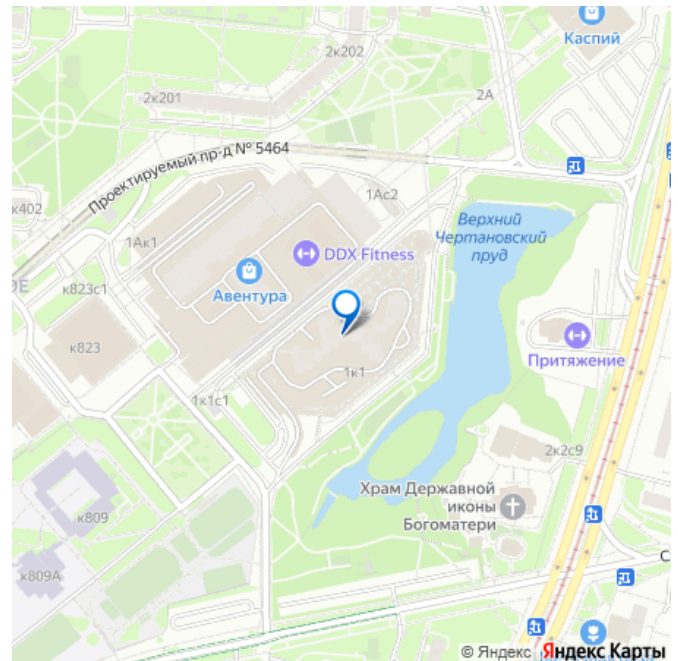 Каспий
2к202
2к201
2А
Проектируемый пр-д № 5464
1Ас2
к402
Верхний
Чертановский
пруд
1Ак1
DDX Fitness
ОЕ
к823с1
Авентура
к823
Притяжение
1к1
1к1с1
2к2с9
Храм Державной
иконы
Богоматери
к809
С
к809А
© Яндекс Яндекс Карты